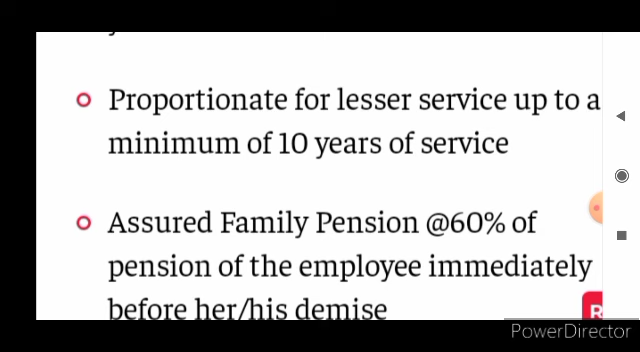 Proportionate for lesser service up to a
minimum of 10 years of service
Assured Family Pension @60% of
pension of the employee immediately
before her/his demise
R
PowerDirector